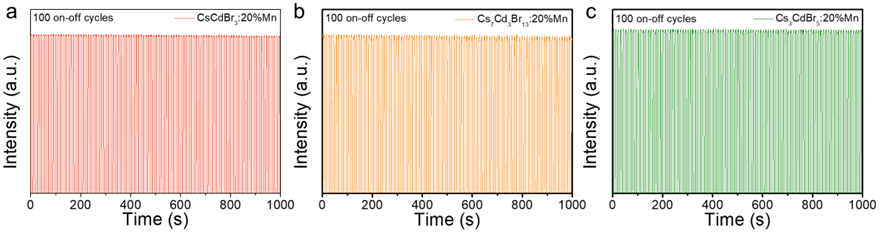 a
100 on-off cycles
CsCdBr₃:20%Mn
Intensity (a.u.)
0 200 400 600 800 1000
Time (s)
b
100 on-off cycles
Cs₇Cd₃Br₁₃:20%Mn
Intensity (a.u.)
0 200 400 600 800 1000
Time (s)
c
100 on-off cycles
Cs₃CdBr₅:20%Mn
Intensity (a.u.)
0 200 400 600 800 1000
Time (s)